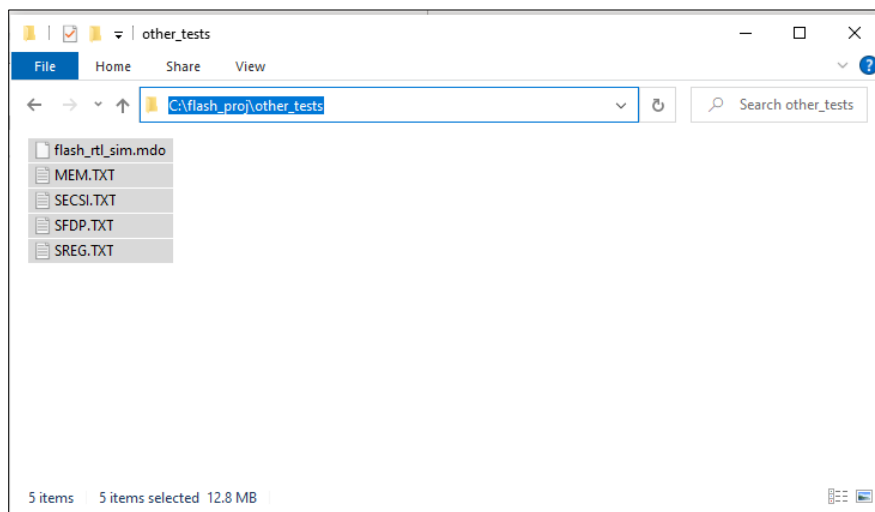 other_tests
File Home Share View
C:\flash_proj\other_tests Search other_tests
flash_rtl_sim.mdo
MEM.TXT
SECSI.TXT
SFDP.TXT
SREG.TXT
5 items 5 items selected 12.8 MB